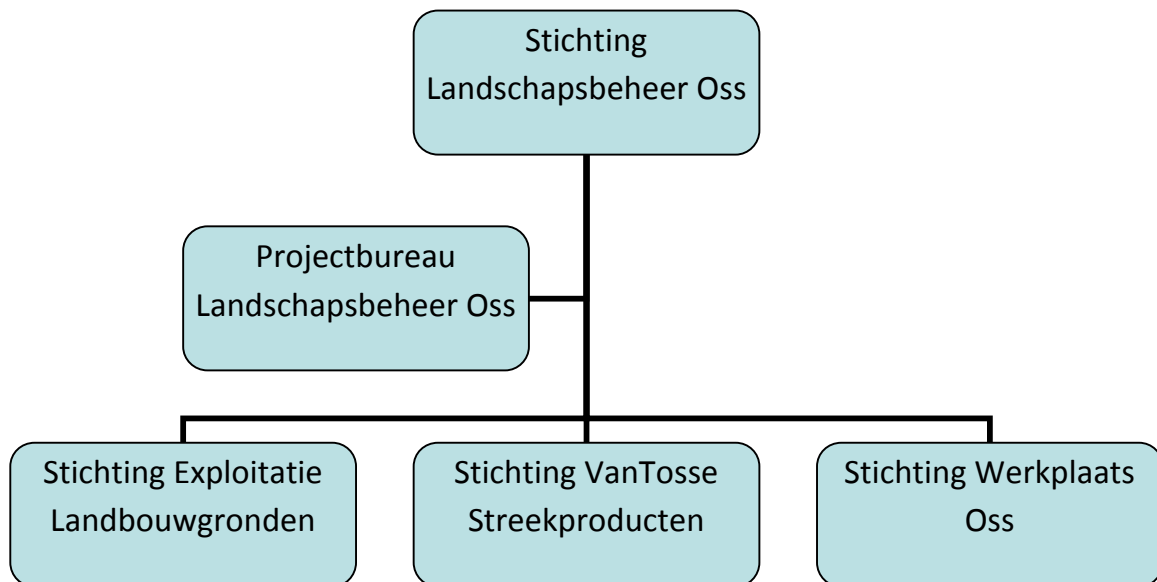 Stichting
Landschapsbeheer Oss
Projectbureau
Landschapsbeheer Oss
Stichting Exploitatie
Landbouwgronden
Stichting VanTosse
Streekproducten
Stichting Werkplaats
Oss